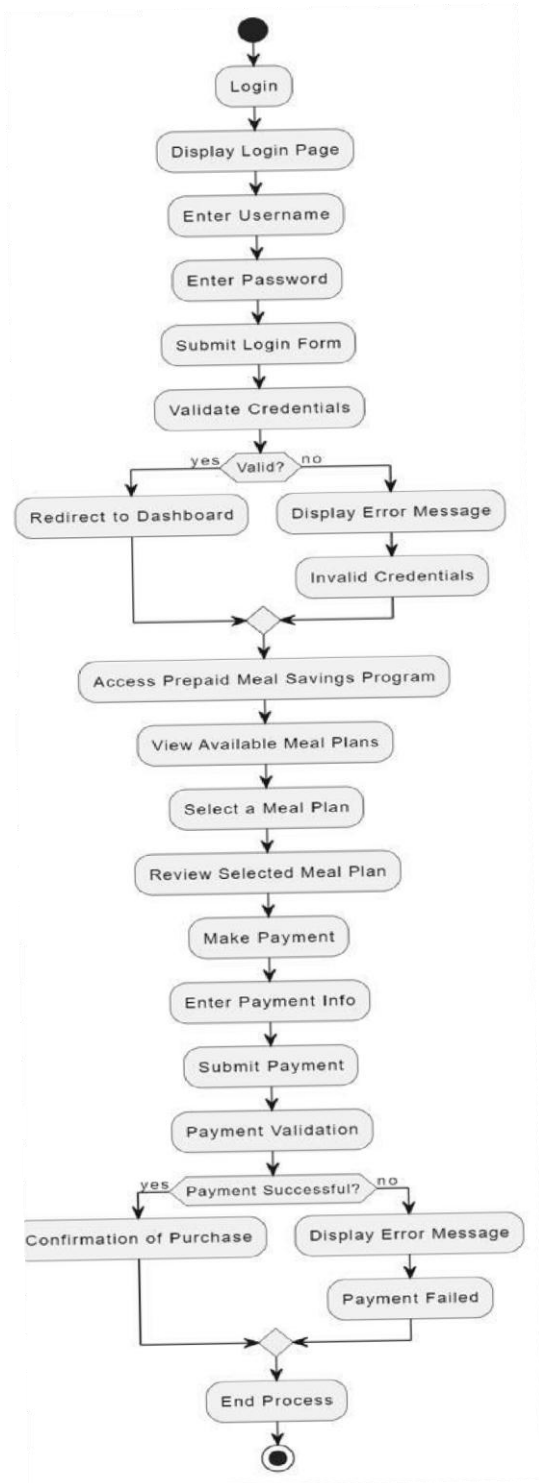 Login
Display Login Page
Enter Username
Enter Password
Submit Login Form
Validate Credentials
yes
Valid?
no
Redirect to Dashboard
Display Error Message
Invalid Credentials
Access Prepaid Meal Savings Program
View Available Meal Plans
Select a Meal Plan
Review Selected Meal Plan
Make Payment
Enter Payment Info
Submit Payment
Payment Validation
yes
Payment Successful?
no
Confirmation of Purchase
Display Error Message
Payment Failed
End Process